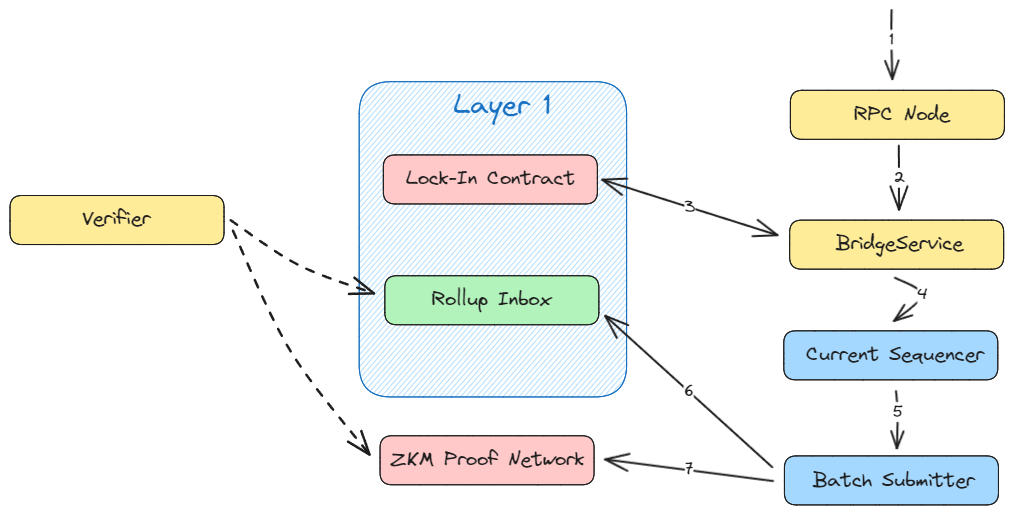 1
RPC Node
Layer 1
2
Lock-In Contract
3
Verifier
BridgeService
4
Rollup Inbox
Current Sequencer
6
5
ZKM Proof Network
7
Batch Submitter